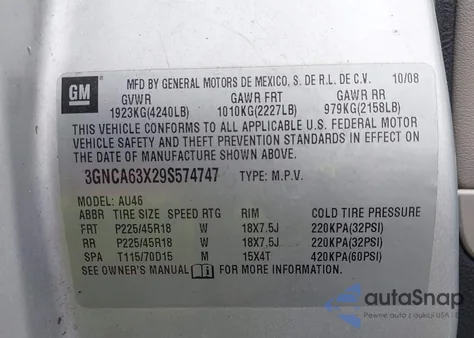 GM
MFD BY GENERAL MOTORS DE MEXICO, S. DE R.L. DE C.V. 10/08
GVWR GAWR FRT GAWR RR
1923KG(4240LB) 1010KG(2227LB) 979KG(2158LB)
THIS VEHICLE CONFORMS TO ALL APPLICABLE U.S. FEDERAL MOTOR
VEHICLE SAFETY AND THEFT PREVENTION STANDARDS IN EFFECT ON
THE DATE OF MANUFACTURE SHOWN ABOVE.
3GNCA63X29S574747 TYPE: M.P.V.
MODEL: AU46
ABBR TIRE SIZE SPEED RTG RIM COLD TIRE PRESSURE
FRT P225/45R18 W 18X7.5J 220KPA(32PSI)
RR P225/45R18 W 18X7.5J 220KPA(32PSI)
SPA T115/70D15 M 15X4T 420KPA(60PSI)
SEE OWNER'S MANUAL FOR MORE INFORMATION.
autoSnap
Pewne auto z USA